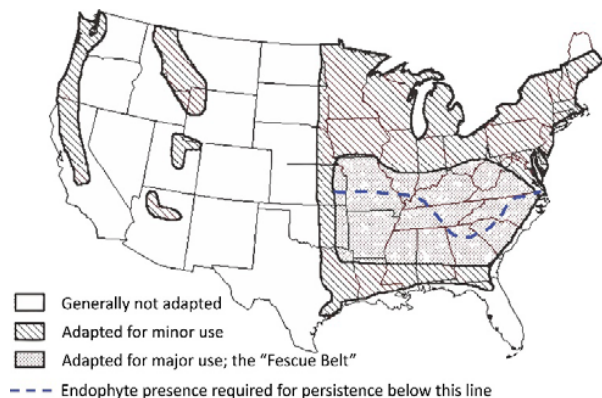 Generally not adapted
Adapted for minor use
Adapted for major use; the “Fescue Belt”
Endophyte presence required for persistence below this line